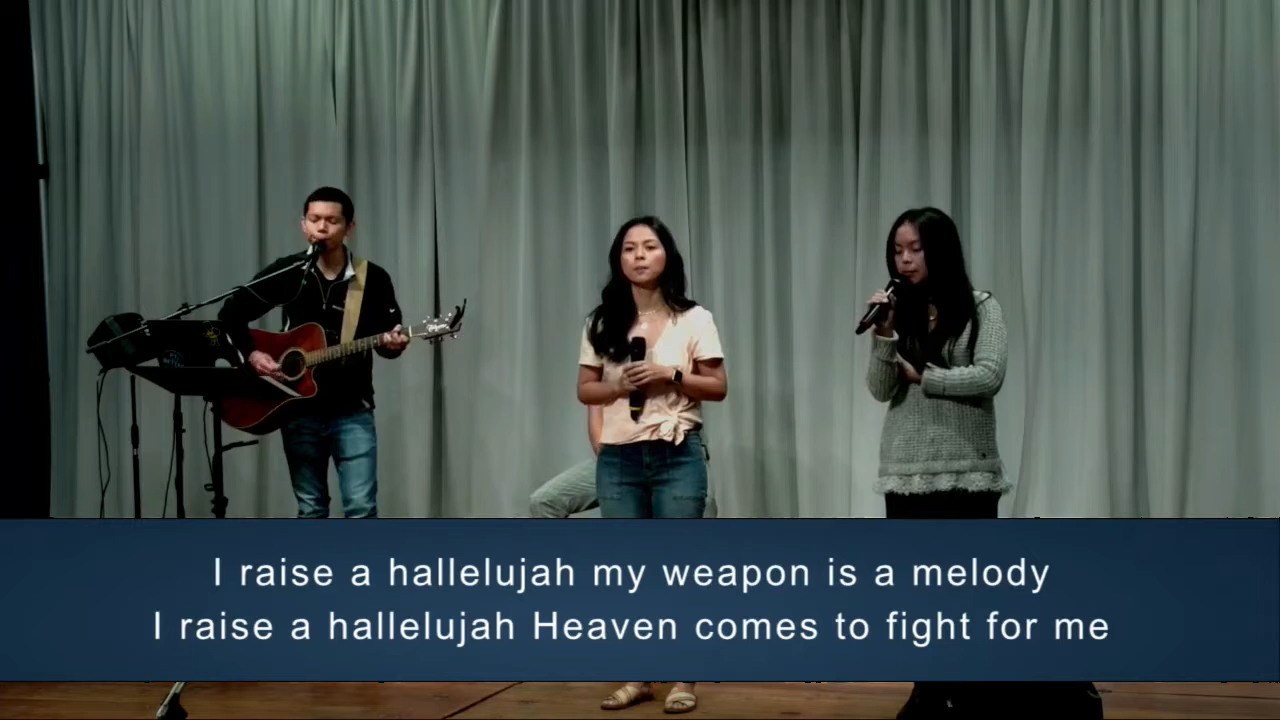 I raise a hallelujah my weapon is a melody
I raise a hallelujah Heaven comes to fight for me